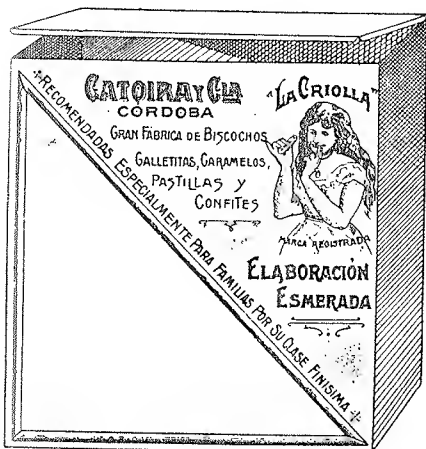 CATOIRA Y CIA
CÓRDOBA
GRAN FÁBRICA DE BISCOCHOS
GALLETITAS, CARAMELOS,
PASTILLAS Y
CONFITES
"LA CRIOLLA"
MARCA REGISTRADA
ELABORACIÓN
ESMERADA
RECOMENDADAS ESPECIALMENTE PARA FAMILIAS POR SU CLASE FINISIMA